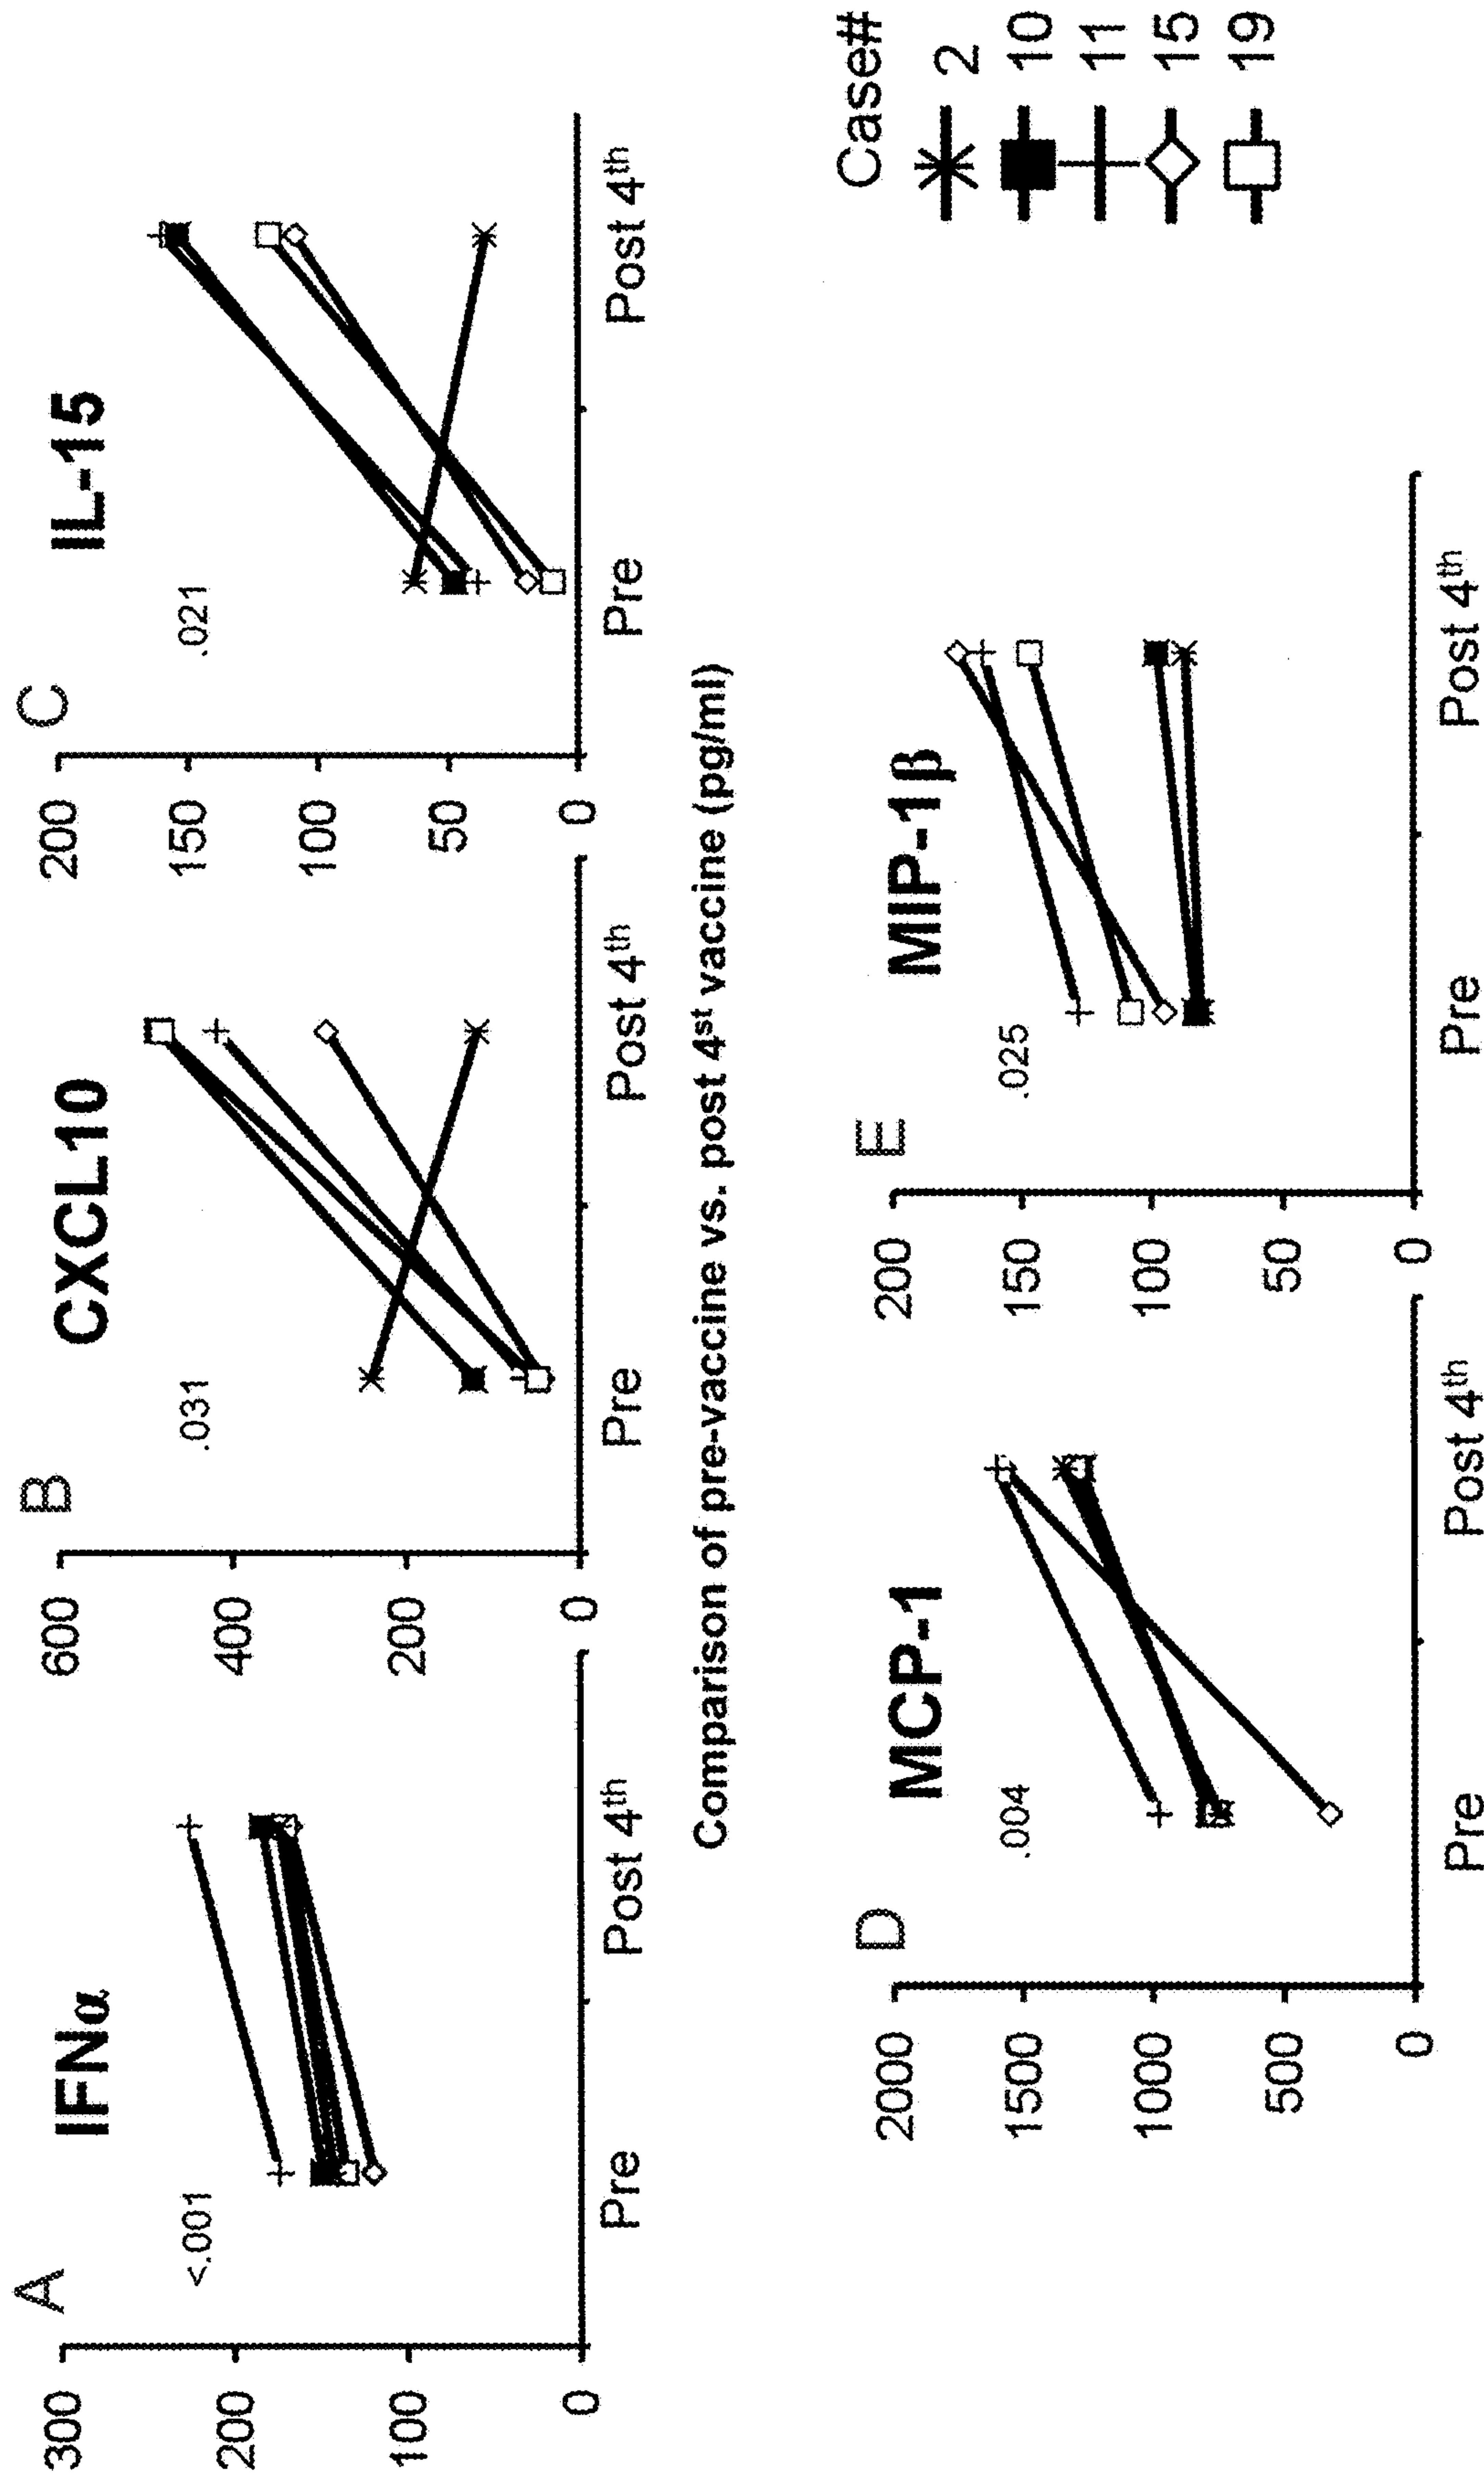 A
IFNα
<.001
300
200
100
0
Pre
Post 4th
B
CXCL10
.031
600
400
200
0
Pre
Post 4th
C
IL-15
.021
200
150
100
50
0
Pre
Post 4th
Comparison of pre-vaccine vs. post 4st vaccine (pg/ml)
D
MCP-1
.004
2000
1500
1000
500
0
Pre
Post 4th
E
MIP-1β
.025
200
150
100
50
0
Pre
Post 4th
Case#
2
10
11
15
19